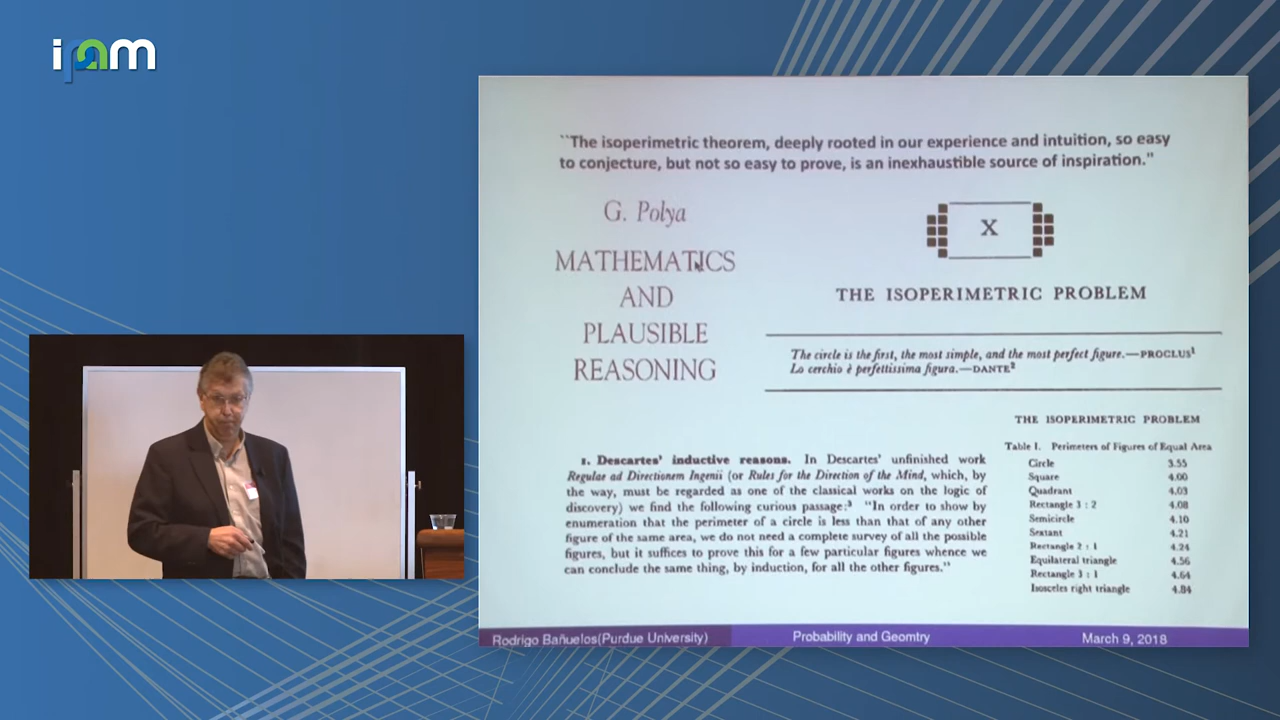 ipam
``The isoperimetric theorem, deeply rooted in our experience and intuition, so easy
to conjecture, but not so easy to prove, is an inexhaustible source of inspiration."
G. Polya
MATHEMATICS
AND
PLAUSIBLE
REASONING
X
THE ISOPERIMETRIC PROBLEM
The circle is the first, the most simple, and the most perfect figure.—PROCLUS¹
Lo cerchio è perfettissima figura.—DANTE²
1. Descartes' inductive reasons. In Descartes' unfinished work
Regulae ad Directionem Ingenii (or Rules for the Direction of the Mind, which, by
the way, must be regarded as one of the classical works on the logic of
discovery) we find the following curious passage:³ "In order to show by
enumeration that the perimeter of a circle is less than that of any other
figure of the same area, we do not need a complete survey of all the possible
figures, but it suffices to prove this for a few particular figures whence we
can conclude the same thing, by induction, for all the other figures."
THE ISOPERIMETRIC PROBLEM
Table I. Perimeters of Figures of Equal Area
Circle 3.55
Square 4.00
Quadrant 4.03
Rectangle 3 : 2 4.08
Semicircle 4.10
Sextant 4.21
Rectangle 2 : 1 4.24
Equilateral triangle 4.56
Rectangle 3 : 1 4.64
Isosceles right triangle 4.84
Rodrigo Bañuelos(Purdue University) Probability and Geomtry March 9, 2018